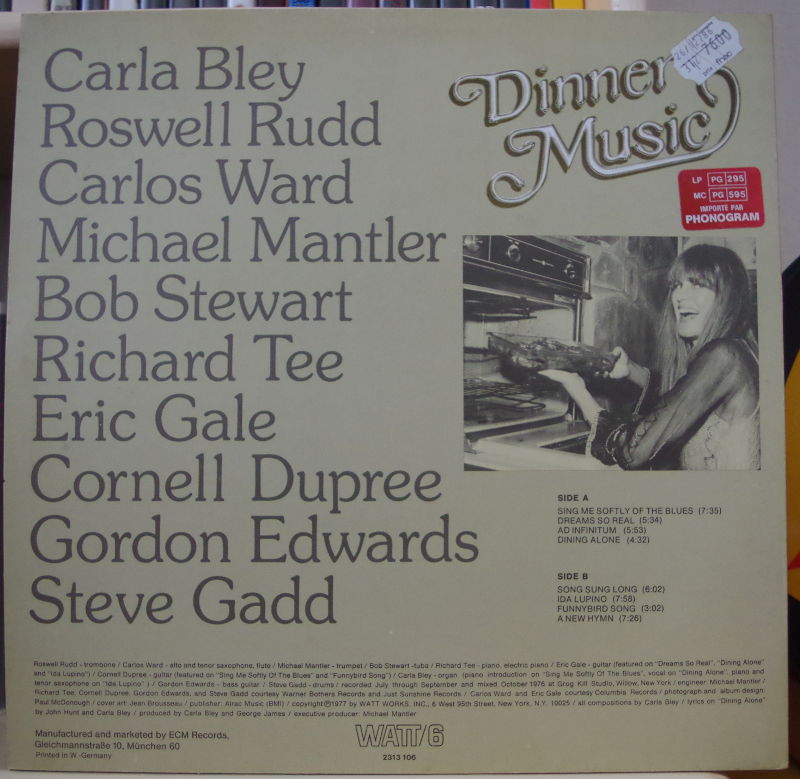 Carla Bley
Roswell Rudd
Carlos Ward
Michael Mantler
Bob Stewart
Richard Tee
Eric Gale
Cornell Dupree
Gordon Edwards
Steve Gadd
Dinner
Music
7600
LP PG 295
MC PG 595
IMPORTÉ PAR
PHONOGRAM
SIDE A
SING ME SOFTLY OF THE BLUES (7:35)
DREAMS SO REAL (5:34)
AD INFINITUM (5:53)
DINING ALONE (4:32)
SIDE B
SONG SUNG LONG (6:02)
IDA LUPINO (7:58)
FUNNYBIRD SONG (3:02)
A NEW HYMN (7:26)
Roswell Rudd - trombone / Carlos Ward - alto and tenor saxophone, flute / Michael Mantler - trumpet / Bob Stewart - tuba / Richard Tee - piano, electric piano / Eric Gale - guitar (featured on "Dreams So Real", "Dining Alone"
and "Ida Lupino") / Cornell Dupree - guitar (featured on "Sing Me Softly Of The Blues" and "Funnybird Song") / Carla Bley - organ (piano introduction on "Sing Me Softly Of The Blues", vocal on "Dining Alone", piano and
tenor saxophone on "Ida Lupino") / Gordon Edwards - bass guitar / Steve Gadd - drums / recorded July through September and mixed October 1976 at Grog Kill Studio, Willow, New York / engineer: Michael Mantler /
Richard Tee, Cornell Dupree, Gordon Edwards, and Steve Gadd courtesy Warner Bothers Records and Just Sunshine Records / Carlos Ward and Eric Gale courtesy Columbia Records / photograph and album design:
Paul McDonough / cover art: Jean Brousseau / publisher: Alrac Music (BMI) / copyright ℗1977 by WATT WORKS, INC., 6 West 95th Street, New York, N.Y. 10025 / all compositions by Carla Bley / lyrics on "Dining Alone"
by John Hunt and Carla Bley / produced by Carla Bley and George James / executive producer: Michael Mantler
Manufactured and marketed by ECM Records,
Gleichmannstraße 10, München 60
Printed in W.-Germany
WATT/6
2313 106